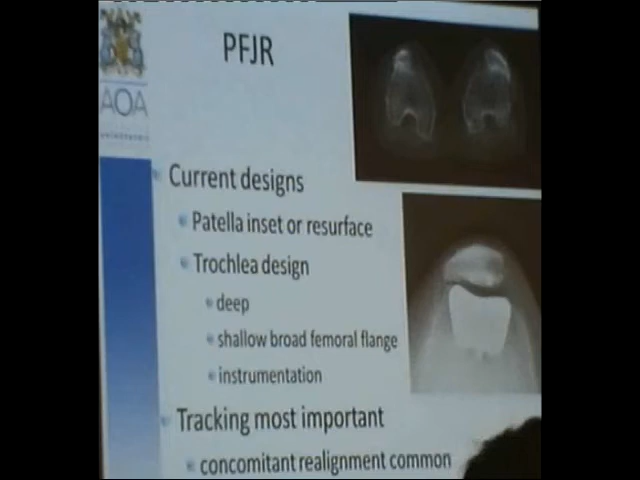 PFJR
AOA
Current designs
Patella inset or resurface
Trochlea design
deep
shallow broad femoral flange
instrumentation
Tracking most important
concomitant realignment common